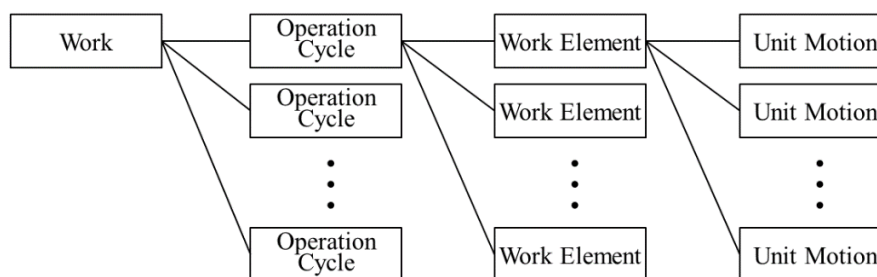 Work
Operation
Cycle
Work Element
Unit Motion
Operation
Cycle
Work Element
Unit Motion
Operation
Cycle
Work Element
Unit Motion